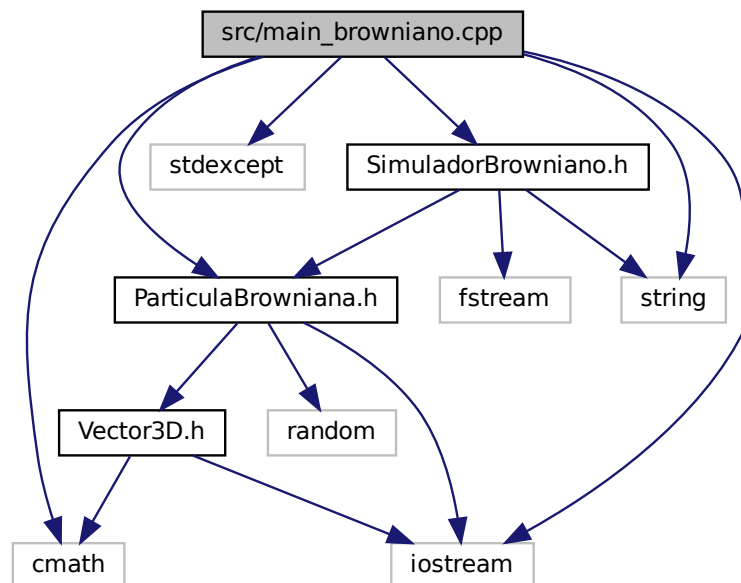 src/main_browniano.cpp
stdexcept
SimuladorBrowniano.h
ParticulaBrowniana.h
fstream
string
Vector3D.h
random
cmath
iostream